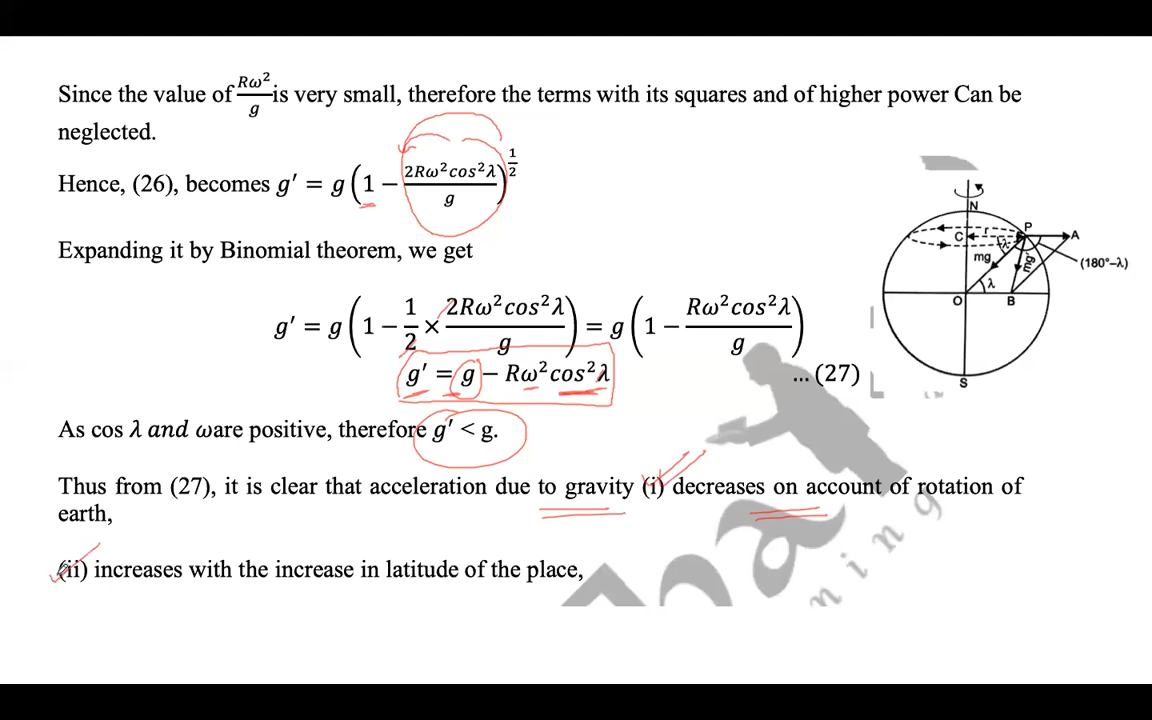 Since the value of Rω²/g is very small, therefore the terms with its squares and of higher power Can be
neglected.
Hence, (26), becomes g′ = g(1 − 2Rω²cos²λ/g)^1/2
Expanding it by Binomial theorem, we get
g′ = g(1 − 1/2 × 2Rω²cos²λ/g) = g(1 − Rω²cos²λ/g)
g′ = g − Rω²cos²λ ... (27)
As cos λ and ωare positive, therefore g′ < g.
Thus from (27), it is clear that acceleration due to gravity (i) decreases on account of rotation of
earth,
(ii) increases with the increase in latitude of the place,
N
P
C
r
A
λ
mg
mg′
(180°–λ)
λ
O
B
S
n i n g